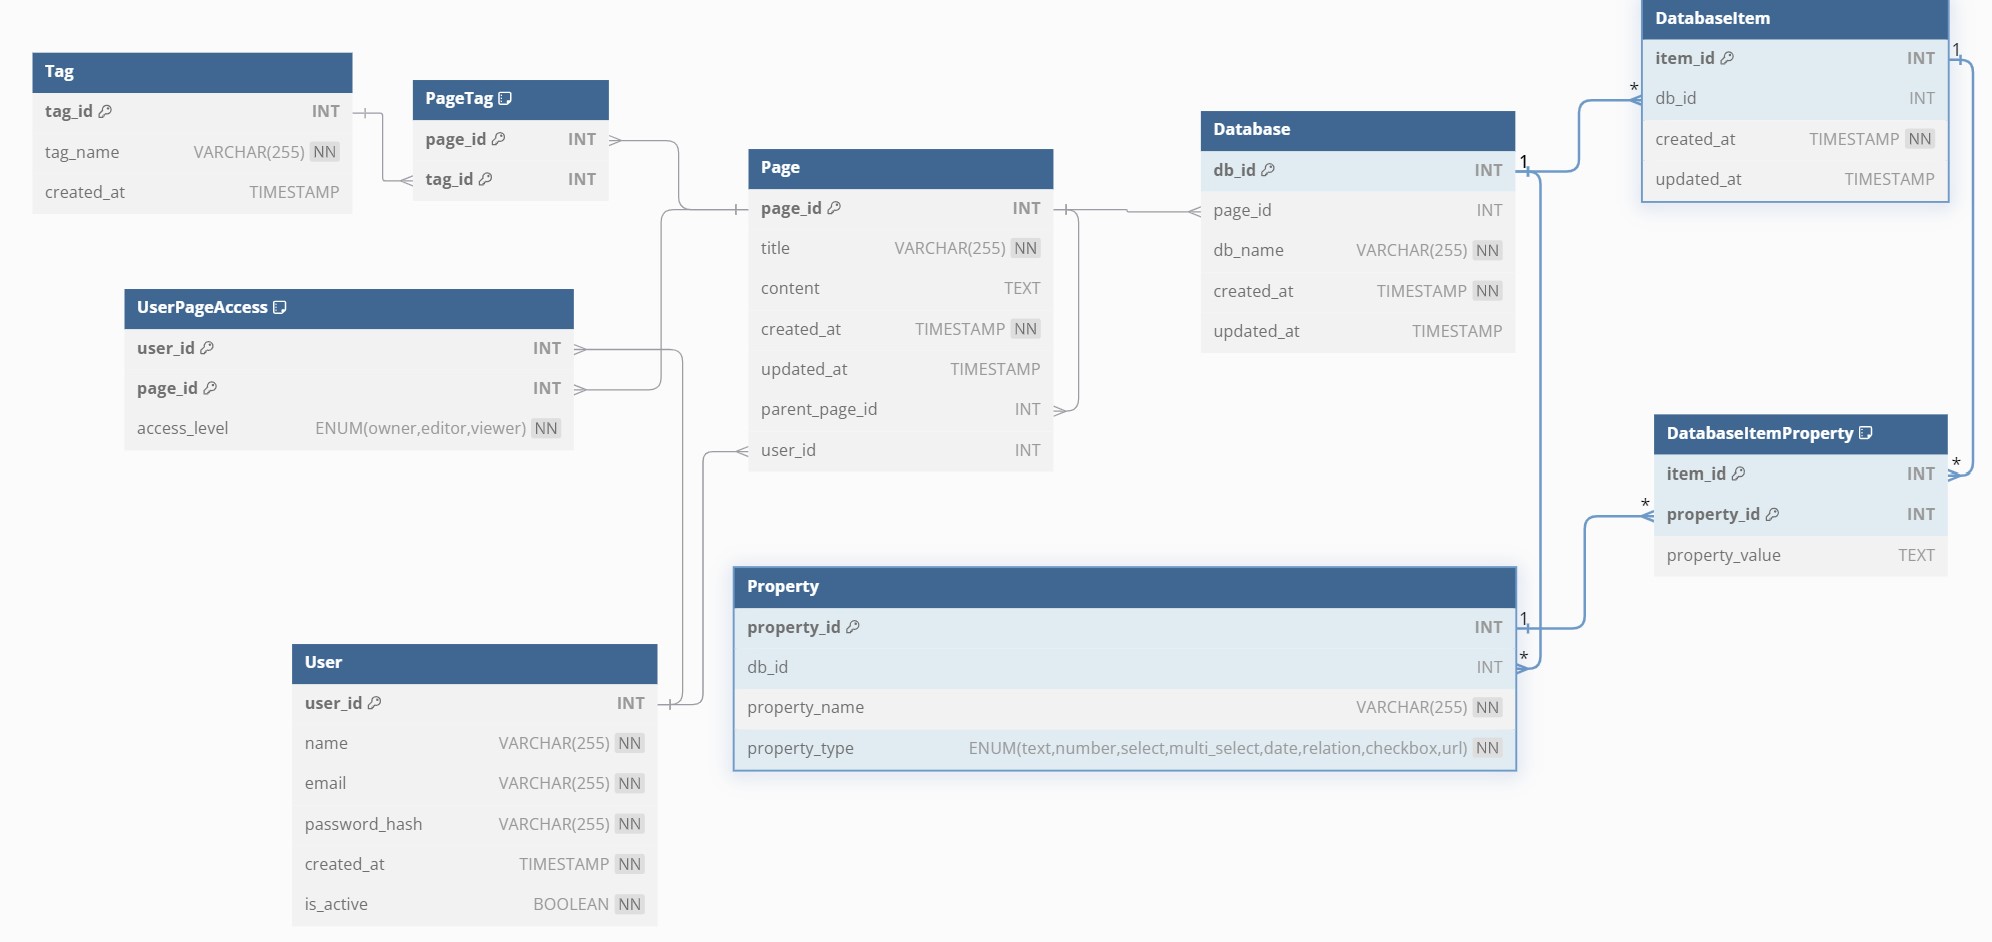 Tag
tag_id INT
tag_name VARCHAR(255) NN
created_at TIMESTAMP
PageTag
page_id INT
tag_id INT
UserPageAccess
user_id INT
page_id INT
access_level ENUM(owner,editor,viewer) NN
User
user_id INT
name VARCHAR(255) NN
email VARCHAR(255) NN
password_hash VARCHAR(255) NN
created_at TIMESTAMP NN
is_active BOOLEAN NN
Page
page_id INT
title VARCHAR(255) NN
content TEXT
created_at TIMESTAMP NN
updated_at TIMESTAMP
parent_page_id INT
user_id INT
Database
db_id INT 1
page_id INT
db_name VARCHAR(255) NN
created_at TIMESTAMP NN
updated_at TIMESTAMP
Property
property_id INT 1
db_id INT *
property_name VARCHAR(255) NN
property_type ENUM(text,number,select,multi_select,date,relation,checkbox,url) NN
DatabaseItem
item_id INT 1
* db_id INT
created_at TIMESTAMP NN
updated_at TIMESTAMP
DatabaseItemProperty
item_id INT *
* property_id INT
property_value TEXT